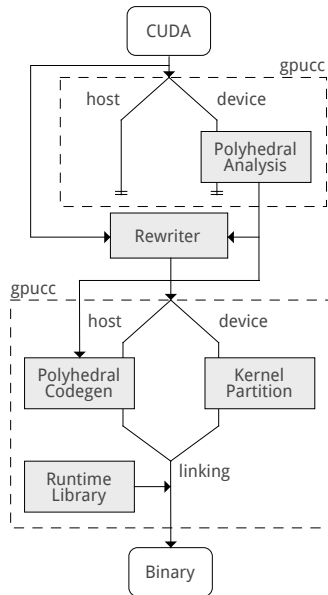 CUDA
gpucc
host
device
Polyhedral
Analysis
Rewriter
gpucc
host
device
Polyhedral
Codegen
Kernel
Partition
linking
Runtime
Library
Binary